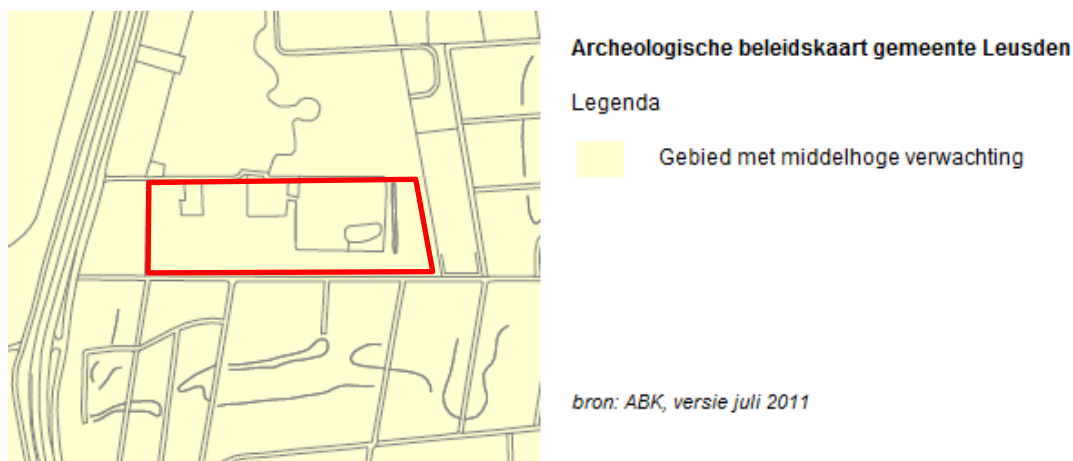 Archeologische beleidskaart gemeente Leusden
Legenda
Gebied met middelhoge verwachting
bron: ABK, versie juli 2011